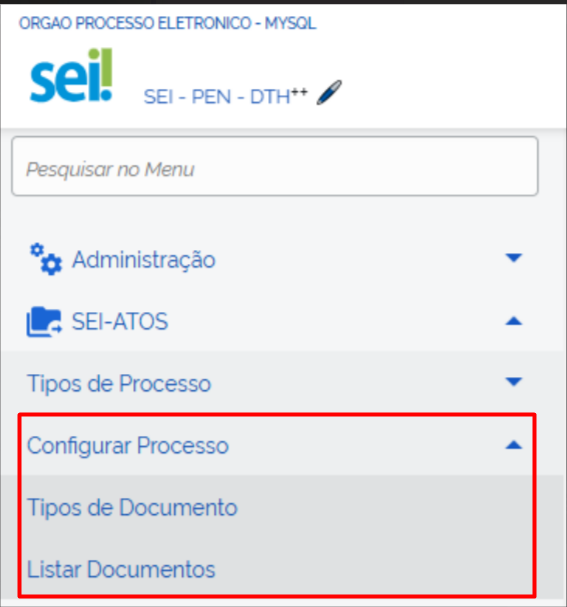 ORGAO PROCESSO ELETRONICO - MYSQL
sei!
SEI - PEN - DTH++
Pesquisar no Menu
Administração
SEI-ATOS
Tipos de Processo
Configurar Processo
Tipos de Documento
Listar Documentos